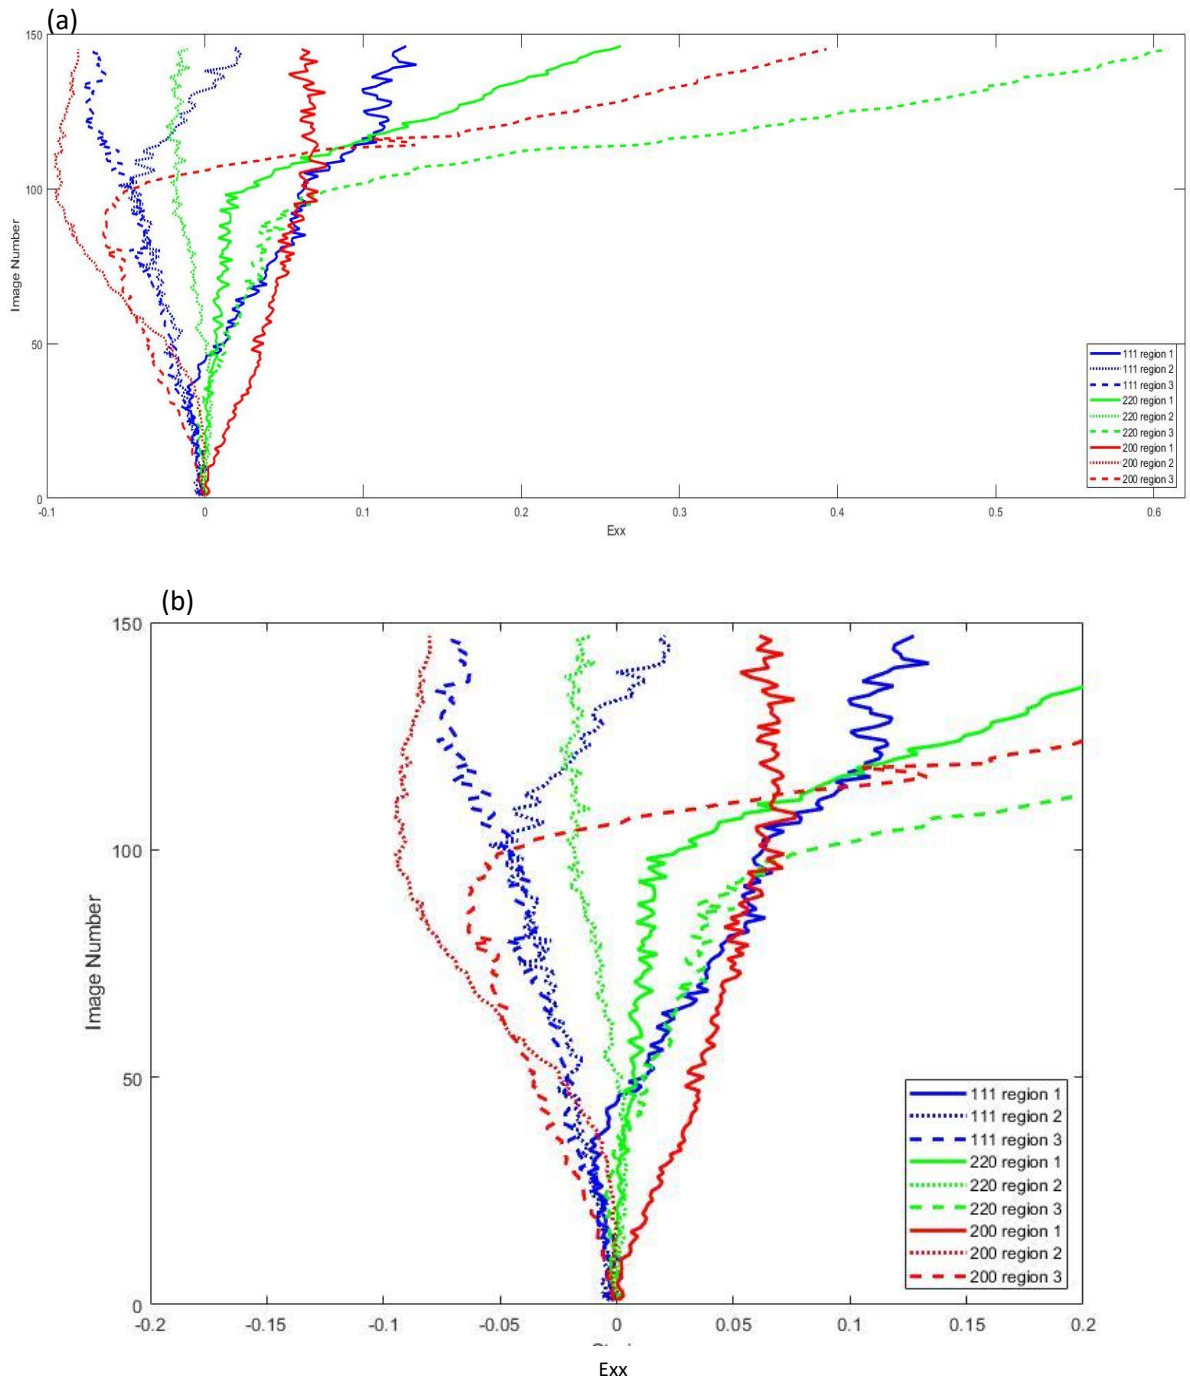 (a)
150
100
50
0
Image Number
-0.1 0 0.1 0.2 0.3 0.4 0.5 0.6
Exx
111 region 1
111 region 2
111 region 3
220 region 1
220 region 2
220 region 3
200 region 1
200 region 2
200 region 3
(b)
150
100
50
0
Image Number
-0.2 -0.15 -0.1 -0.05 0 0.05 0.1 0.15 0.2
Exx
111 region 1
111 region 2
111 region 3
220 region 1
220 region 2
220 region 3
200 region 1
200 region 2
200 region 3